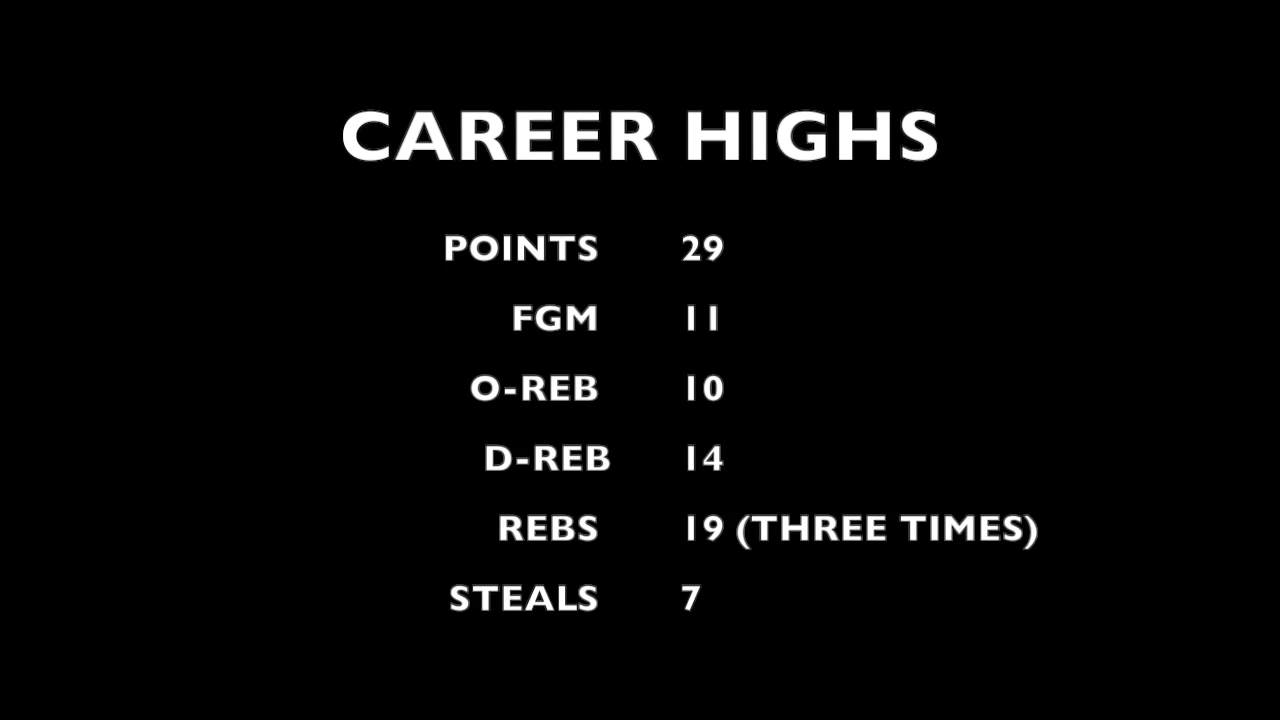 CAREER HIGHS
POINTS 29
FGM 11
O-REB 10
D-REB 14
REBS 19 (THREE TIMES)
STEALS 7